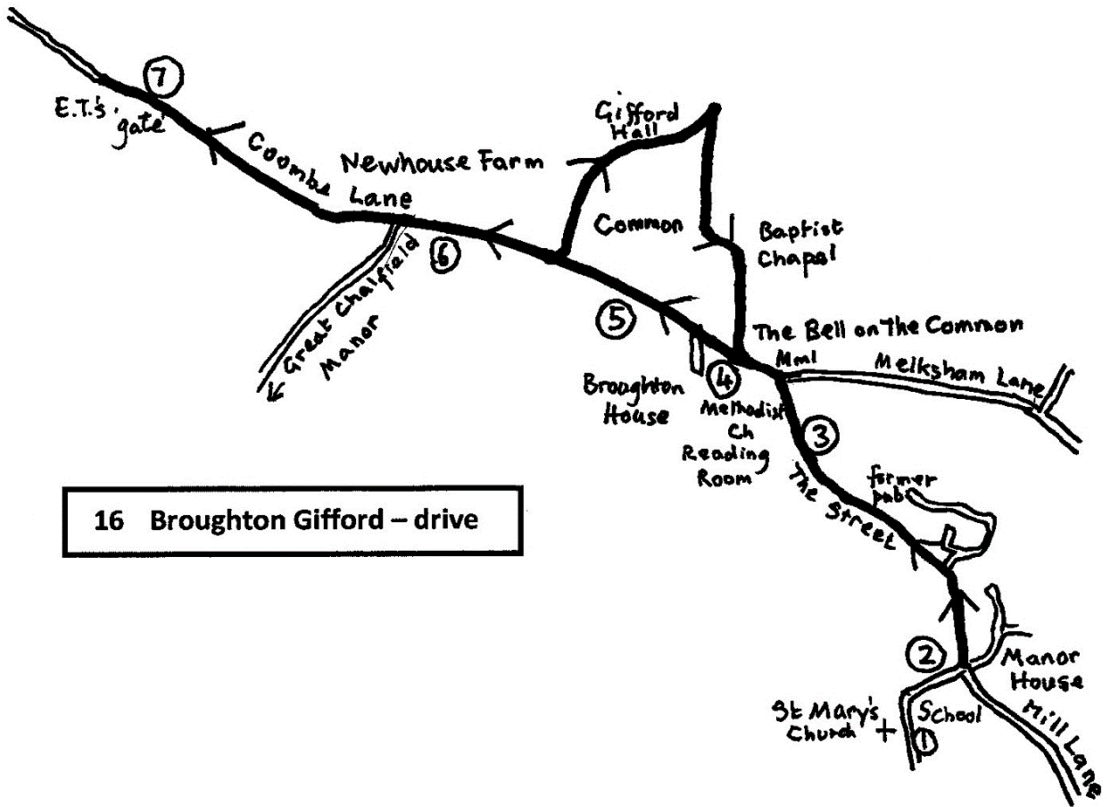 7
E.T.'s 'gate'
Coombe
Lane
Newhouse Farm
Gifford
Hall
Common
Baptist
Chapel
6
Great Chalfield
Manor
5
The Bell on The Common
Mml
Melksham Lane
4
Broughton
House
Methodist
Ch
Reading
Room
3
The Street
former
pub
16 Broughton Gifford – drive
2
Manor
House
School
St Mary's
Church
1
Mill Lane